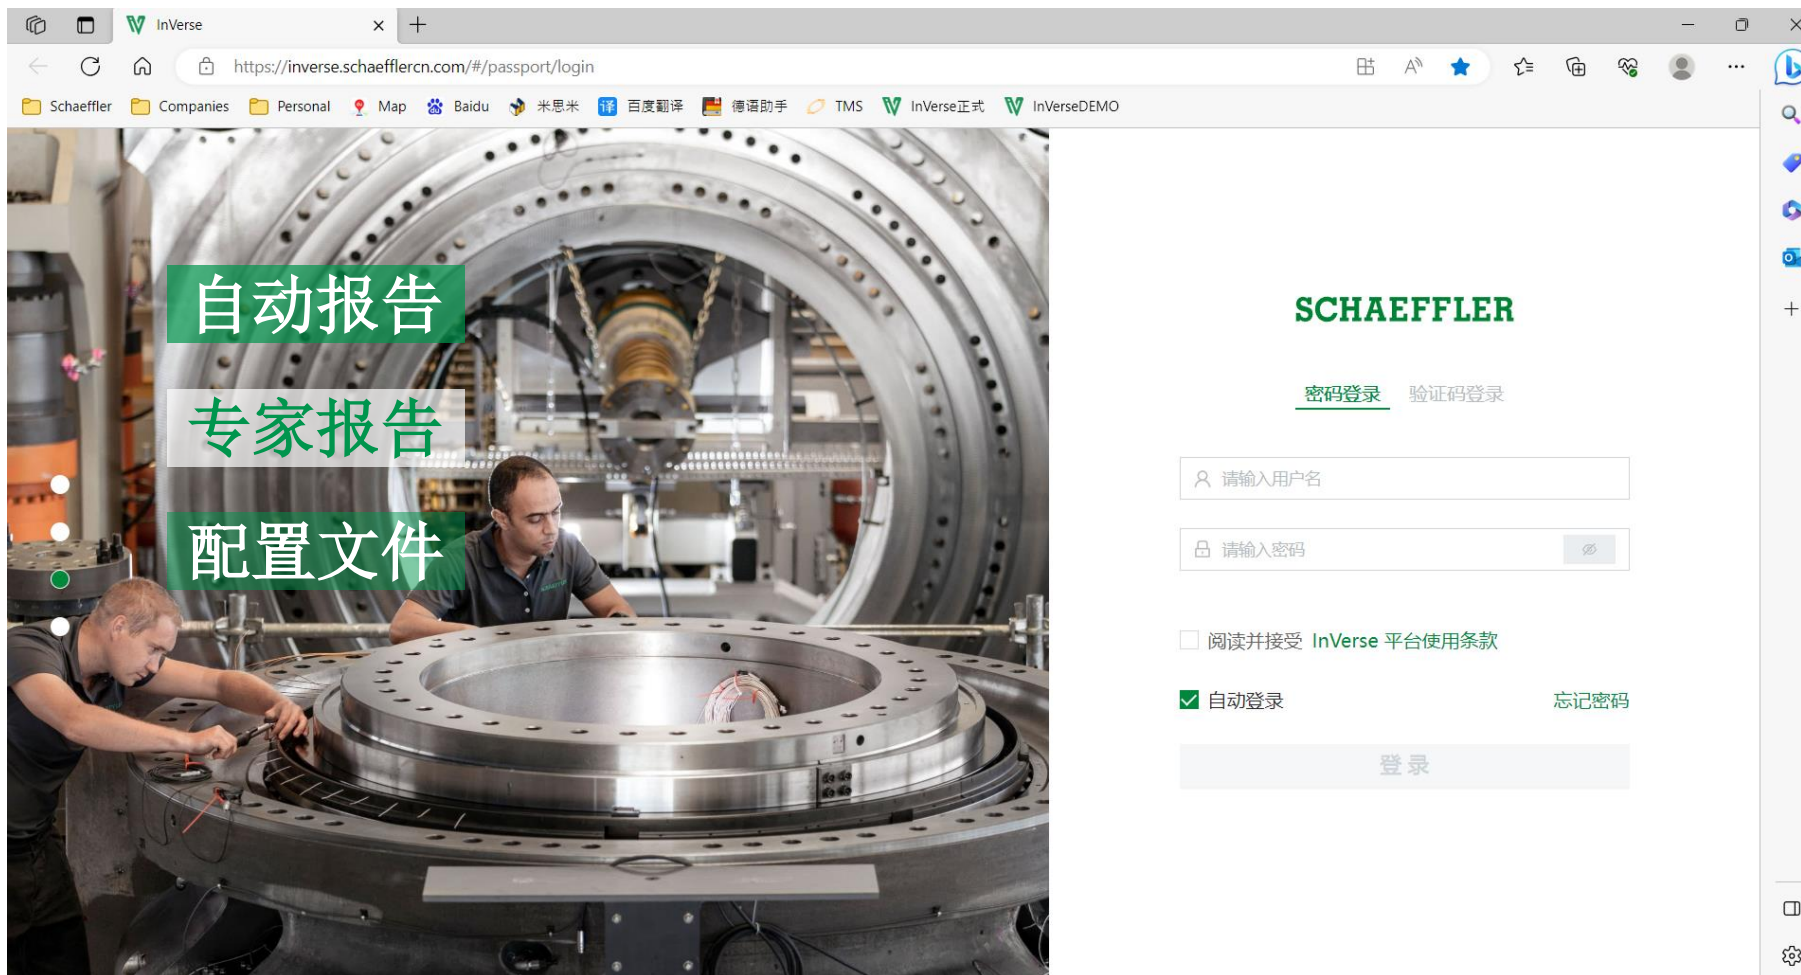 InVerse
https://inverse.schaefflercn.com/#/passport/login
Schaeffler Companies Personal Map Baidu 米思米 译 百度翻译 德语助手 TMS InVerse正式 InVerseDEMO
自动报告
专家报告
配置文件
SCHAEFFLER
密码登录 验证码登录
请输入用户名
请输入密码
阅读并接受 InVerse 平台使用条款
自动登录 忘记密码
登录